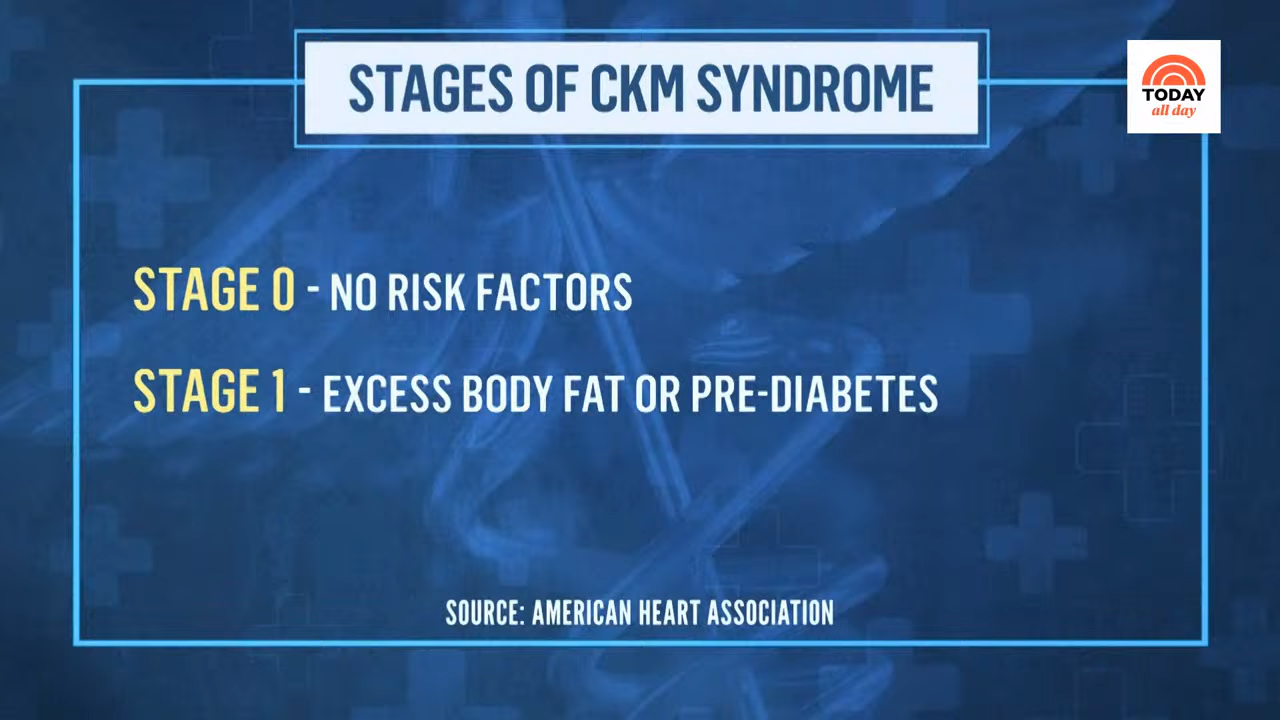 STAGES OF CKM SYNDROME
TODAY
all day
STAGE 0 - NO RISK FACTORS
STAGE 1 - EXCESS BODY FAT OR PRE-DIABETES
SOURCE: AMERICAN HEART ASSOCIATION